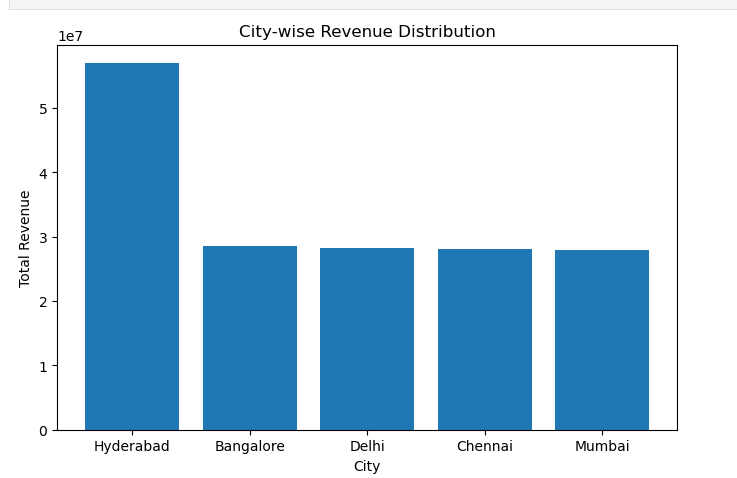 City-wise Revenue Distribution
1e7
5
4
3
2
1
0
Total Revenue
Hyderabad Bangalore Delhi Chennai Mumbai
City